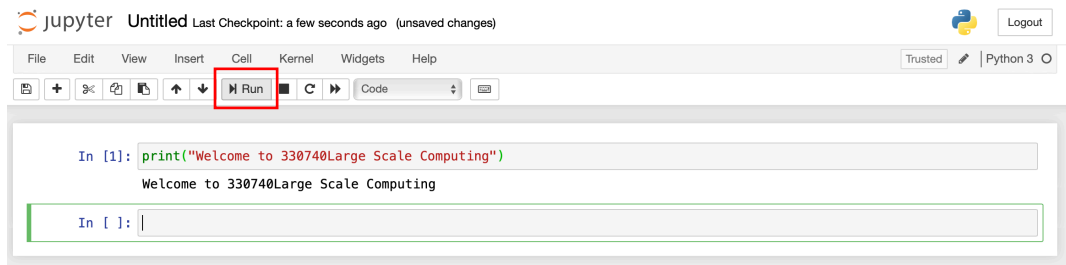 jupyter Untitled Last Checkpoint: a few seconds ago (unsaved changes) Logout
File Edit View Insert Cell Kernel Widgets Help Trusted Python 3
Run Code
In [1]: print("Welcome to 330740Large Scale Computing")
Welcome to 330740Large Scale Computing
In [ ]: